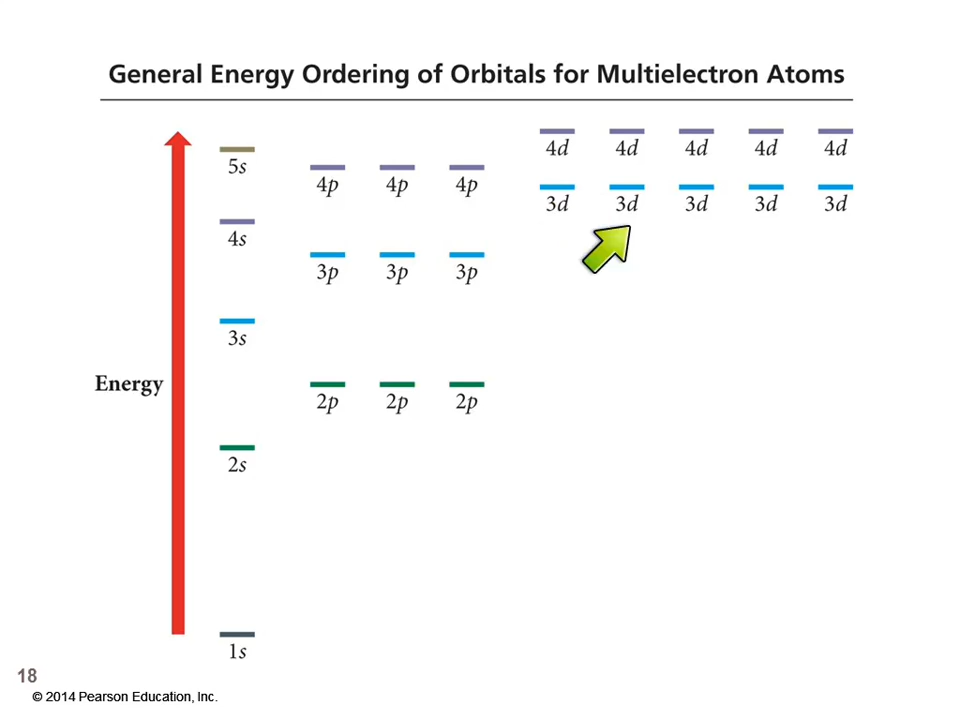 General Energy Ordering of Orbitals for Multielectron Atoms
4d 4d 4d 4d 4d
5s
4p 4p 4p
3d 3d 3d 3d 3d
4s
3p 3p 3p
3s
Energy
2p 2p 2p
2s
1s
18
© 2014 Pearson Education, Inc.